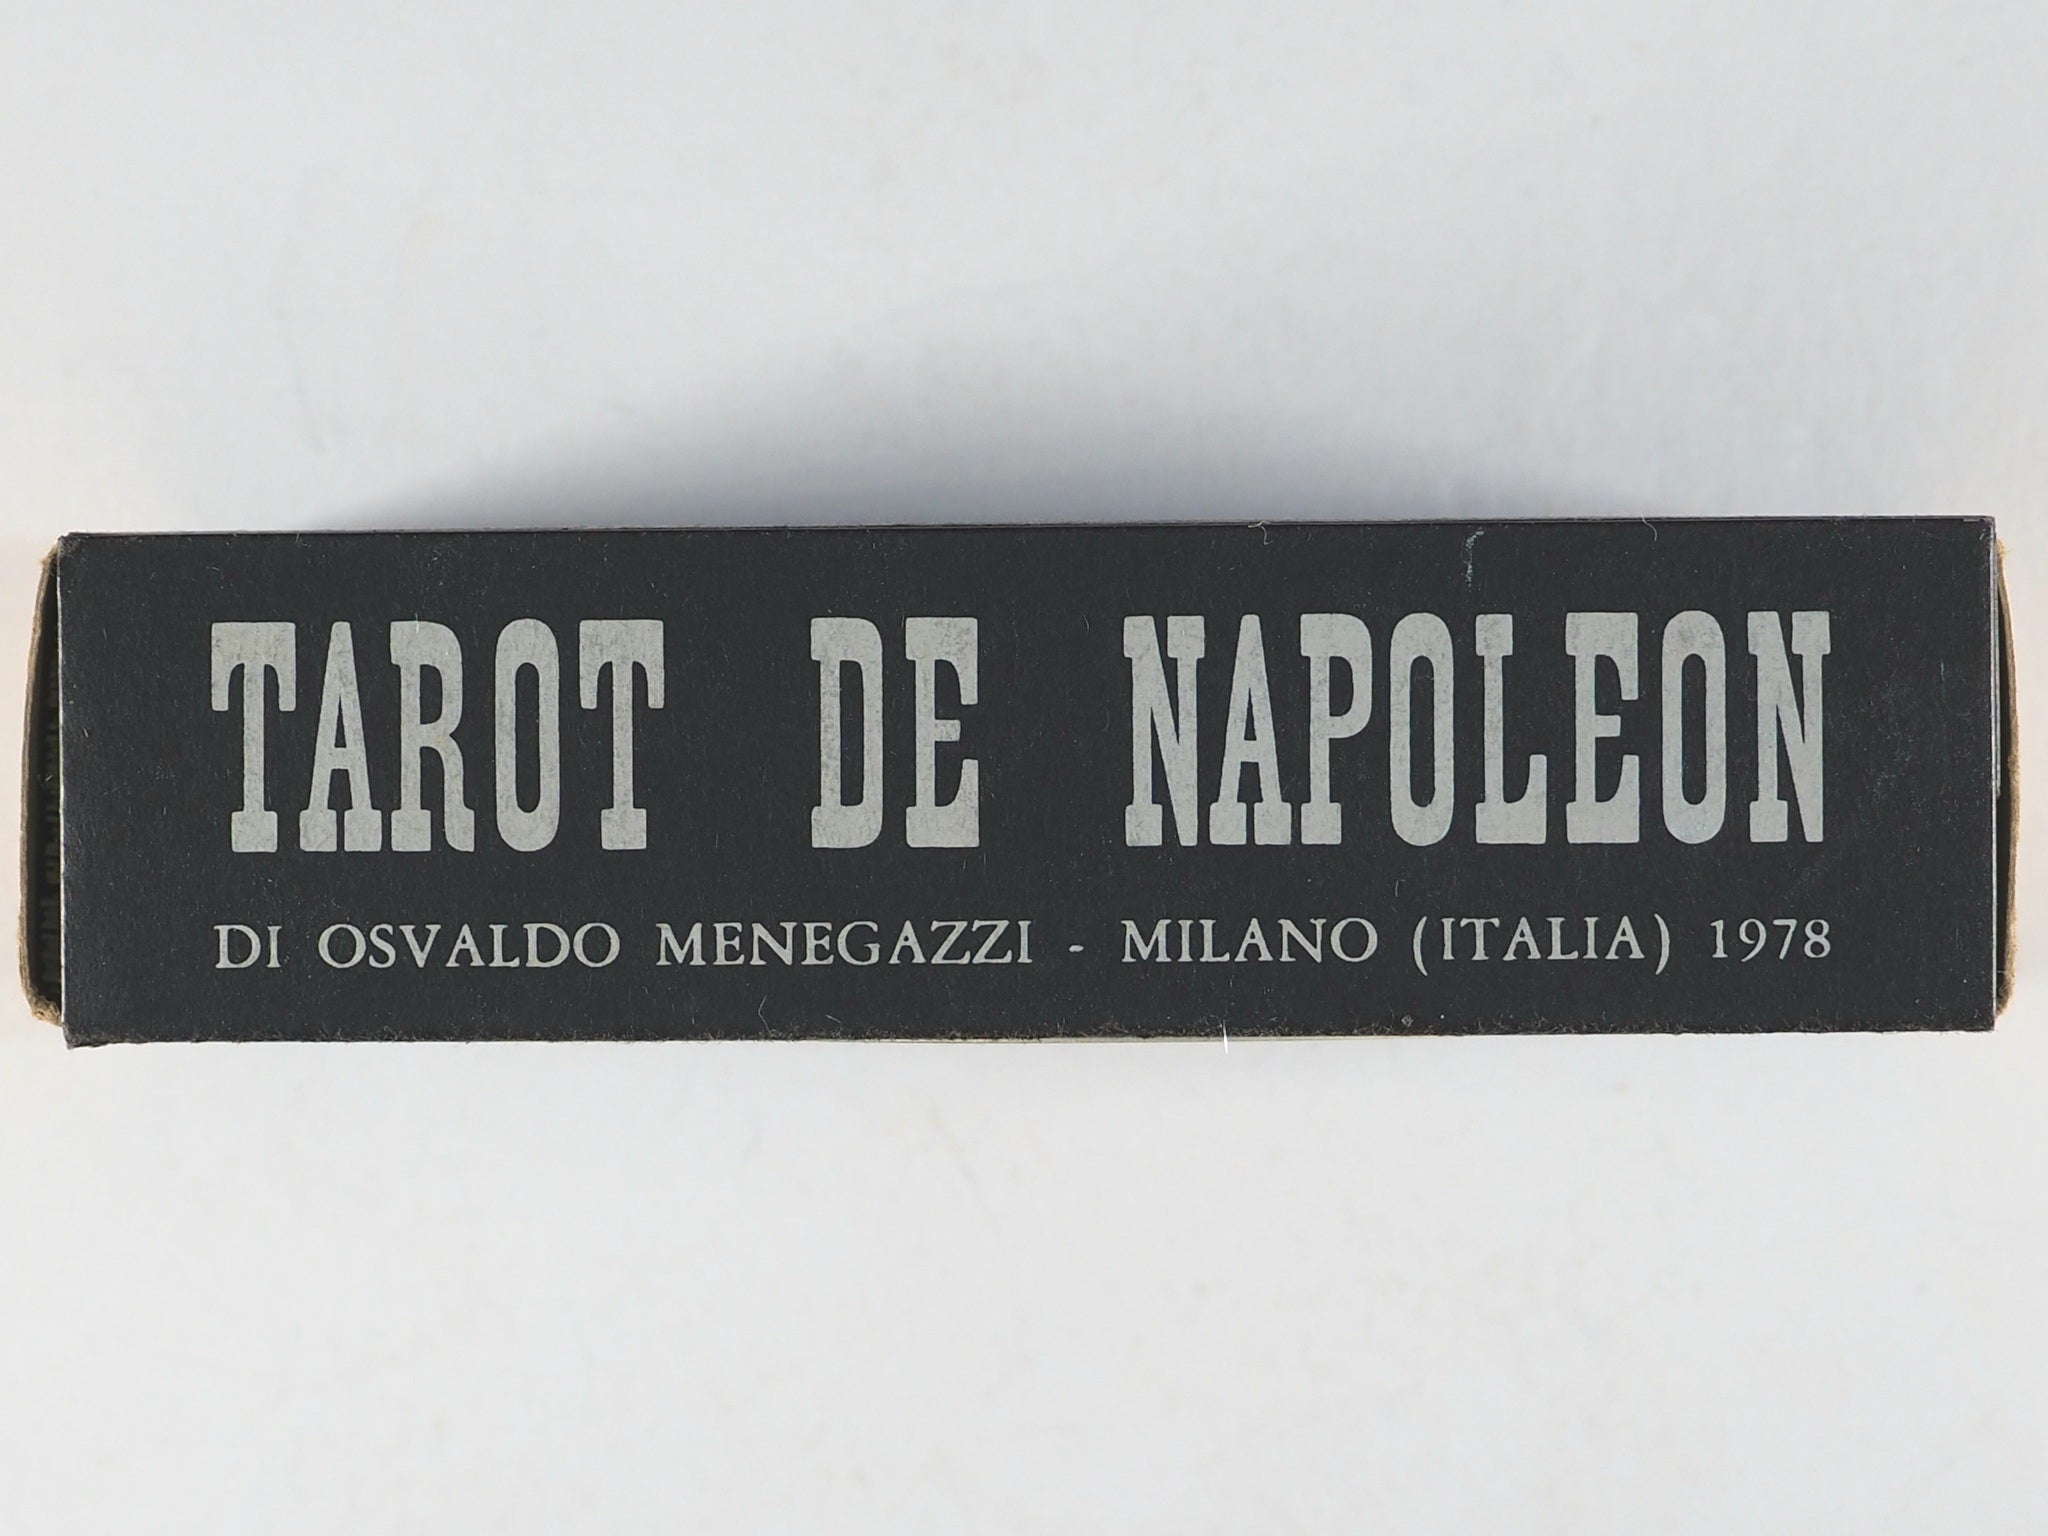 TAROT DE NAPOLEON
DI OSVALDO MENEGAZZI - MILANO (ITALIA) 1978